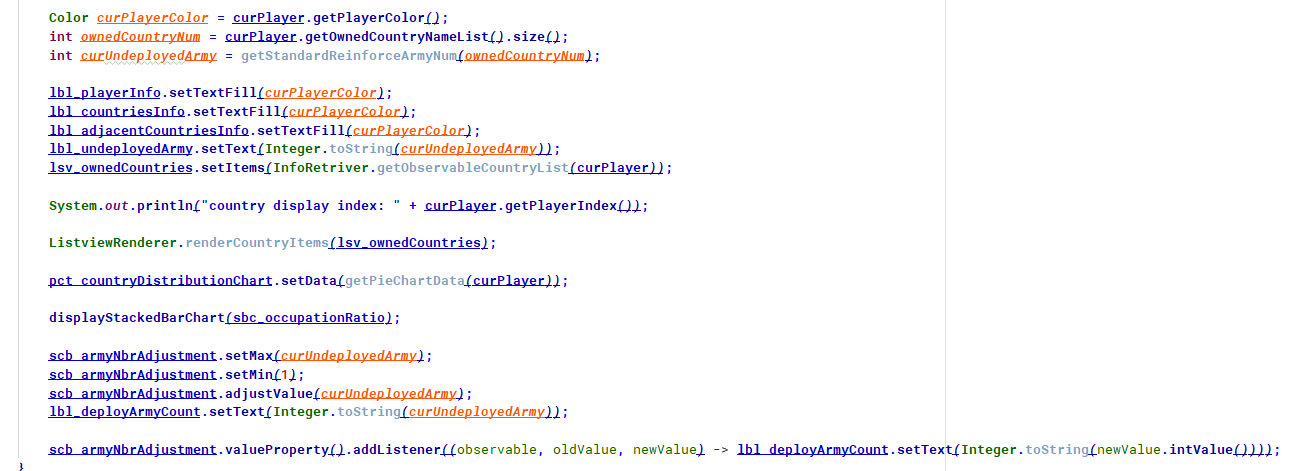 Color curPlayerColor = curPlayer.getPlayerColor();
int ownedCountryNum = curPlayer.getOwnedCountryNameList().size();
int curUndeployedArmy = getStandardReinforceArmyNum(ownedCountryNum);
lbl_playerInfo.setTextFill(curPlayerColor);
lbl_countriesInfo.setTextFill(curPlayerColor);
lbl_adjacentCountriesInfo.setTextFill(curPlayerColor);
lbl_undeployedArmy.setText(Integer.toString(curUndeployedArmy));
lsv_ownedCountries.setItems(InfoRetriver.getObservableCountryList(curPlayer));
System.out.println("country display index: " + curPlayer.getPlayerIndex());
ListviewRenderer.renderCountryItems(lsv_ownedCountries);
pct_countryDistributionChart.setData(getPieChartData(curPlayer));
displayStackedBarChart(sbc_occupationRatio);
scb_armyNbrAdjustment.setMax(curUndeployedArmy);
scb_armyNbrAdjustment.setMin(1);
scb_armyNbrAdjustment.adjustValue(curUndeployedArmy);
lbl_deployArmyCount.setText(Integer.toString(curUndeployedArmy));
scb_armyNbrAdjustment.valueProperty().addListener((observable, oldValue, newValue) -> lbl_deployArmyCount.setText(Integer.toString(newValue.intValue())));
}